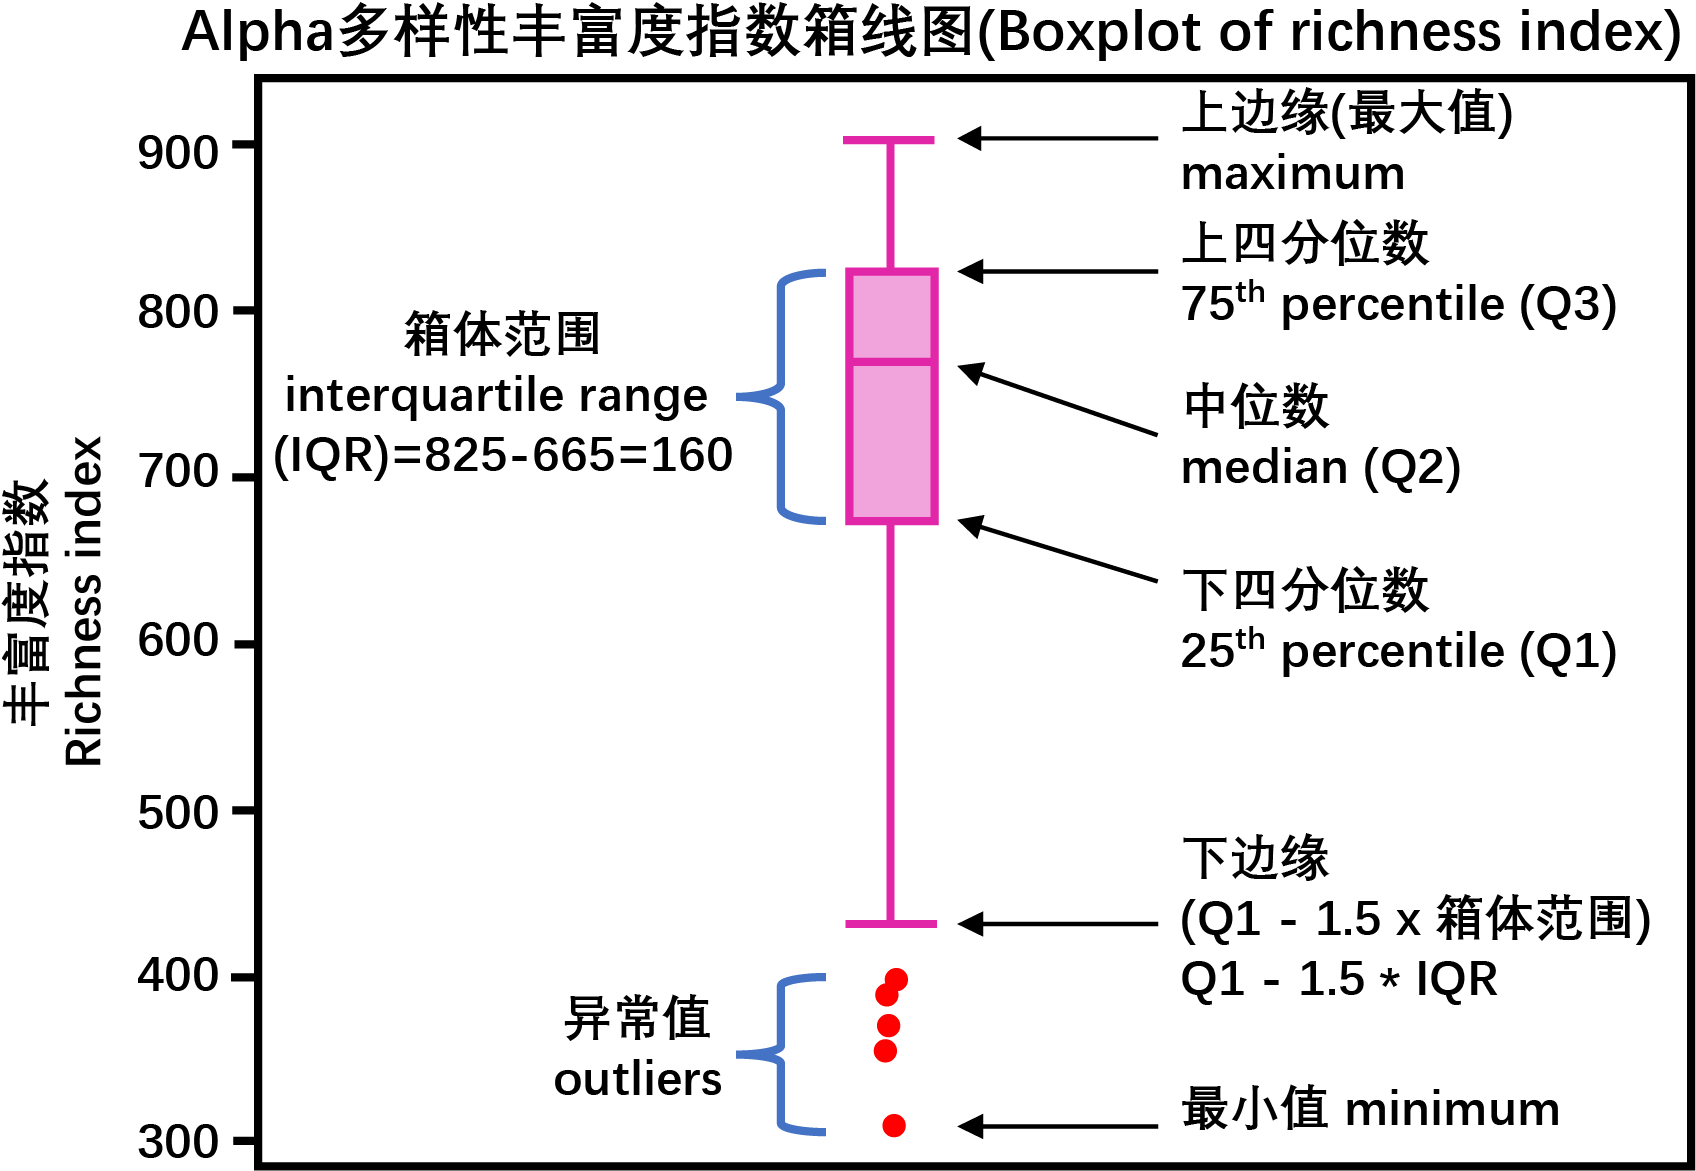 Alpha多样性丰富度指数箱线图(Boxplot of richness index)
丰富度指数
Richness index
900
800
700
600
500
400
300
箱体范围
interquartile range
(IQR)=825-665=160
异常值
outliers
上边缘(最大值)
maximum
上四分位数
75th percentile (Q3)
中位数
median (Q2)
下四分位数
25th percentile (Q1)
下边缘
(Q1 - 1.5 x 箱体范围)
Q1 - 1.5 * IQR
最小值 minimum